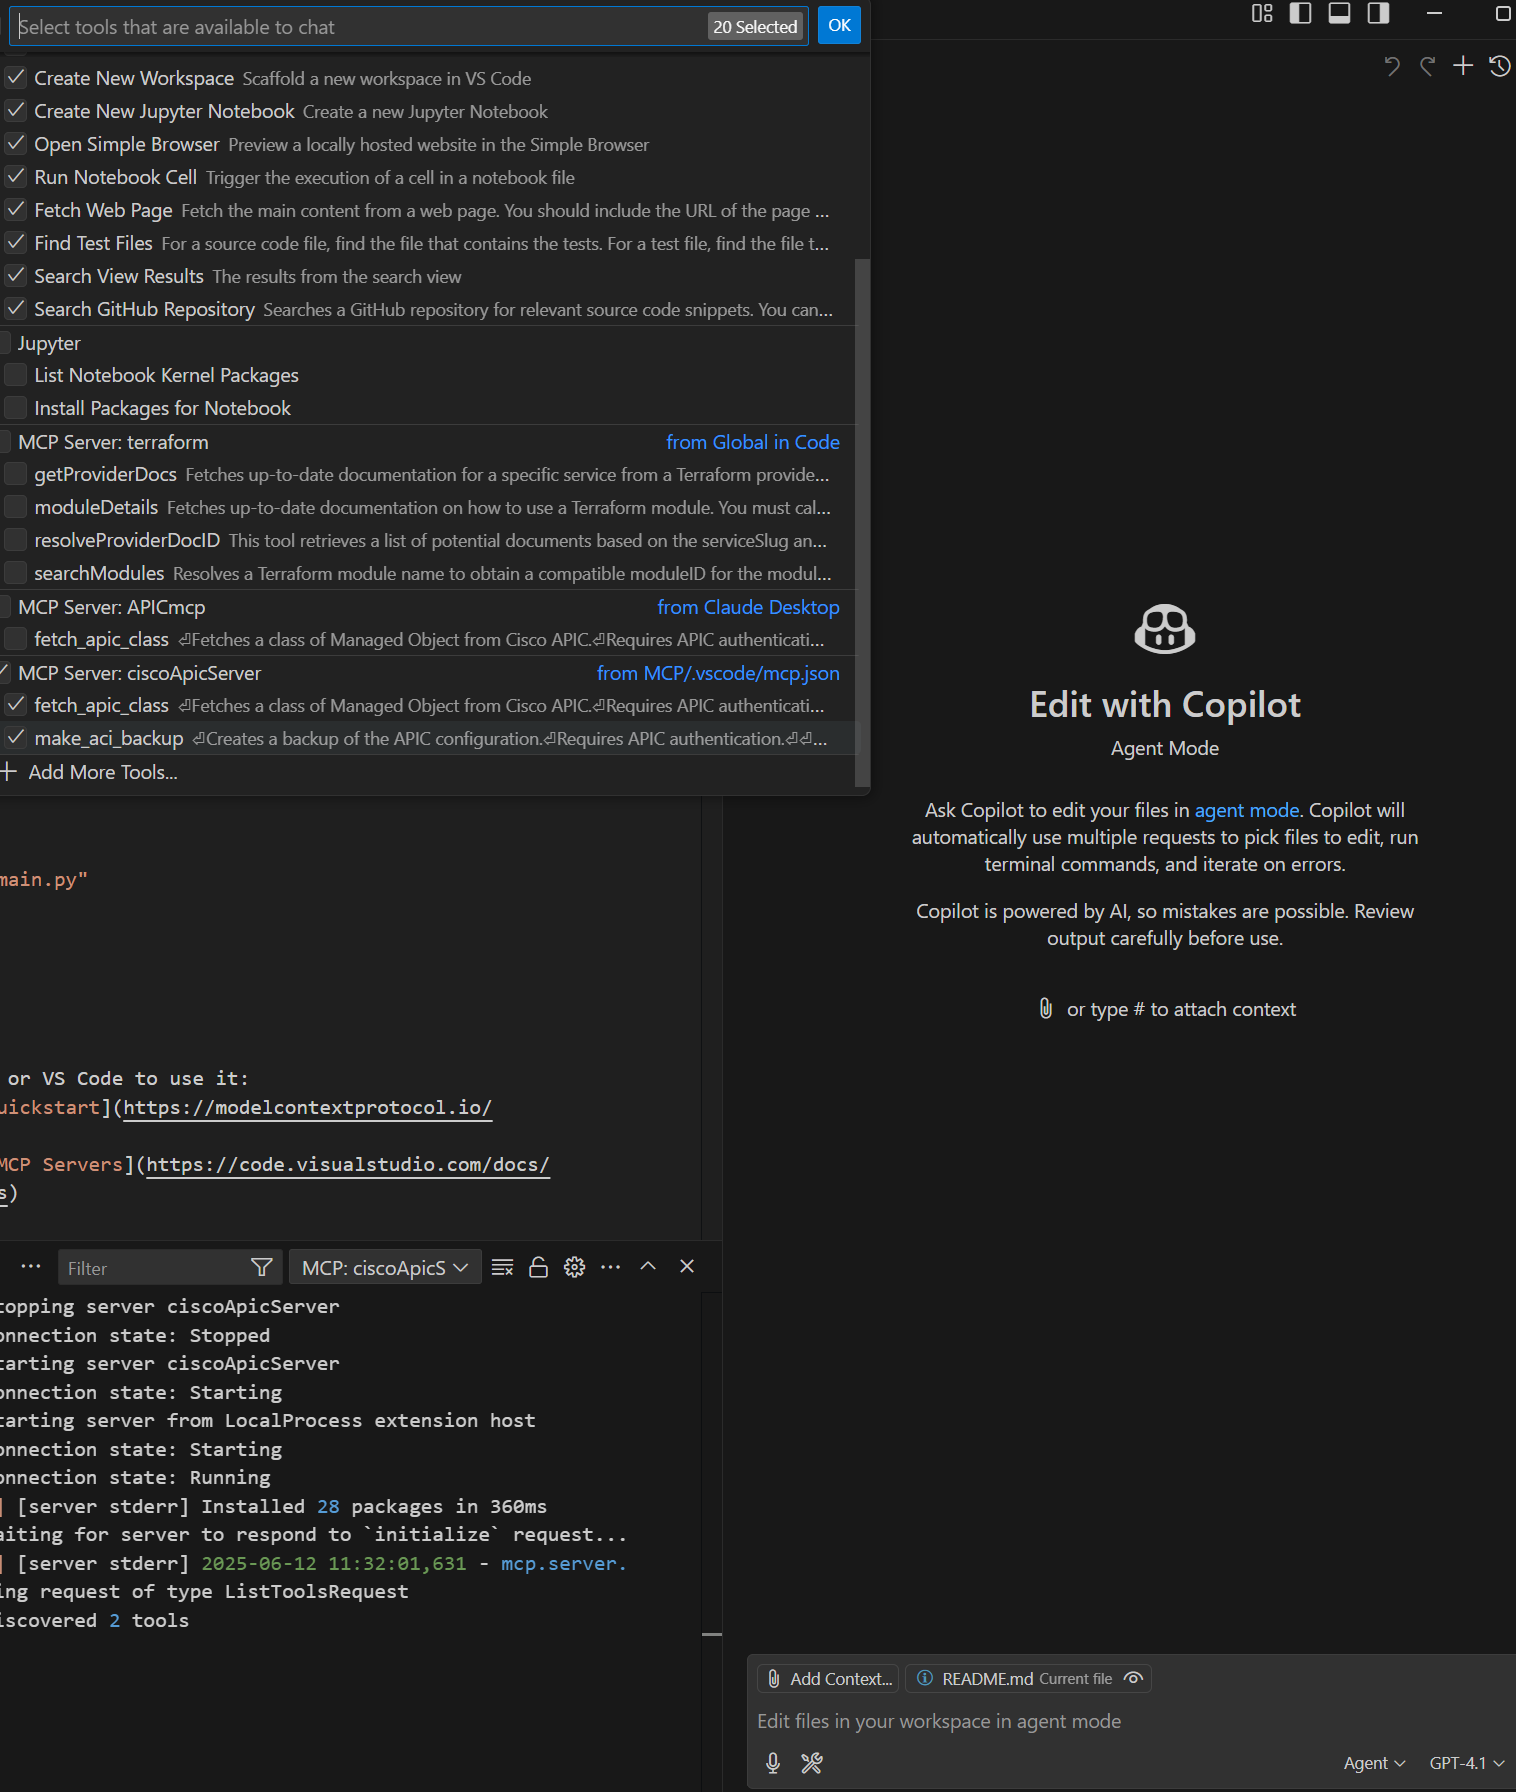 Select tools that are available to chat 20 Selected OK
Create New Workspace Scaffold a new workspace in VS Code
Create New Jupyter Notebook Create a new Jupyter Notebook
Open Simple Browser Preview a locally hosted website in the Simple Browser
Run Notebook Cell Trigger the execution of a cell in a notebook file
Fetch Web Page Fetch the main content from a web page. You should include the URL of the page ...
Find Test Files For a source code file, find the file that contains the tests. For a test file, find the file t...
Search View Results The results from the search view
Search GitHub Repository Searches a GitHub repository for relevant source code snippets. You can...
Jupyter
List Notebook Kernel Packages
Install Packages for Notebook
MCP Server: terraform from Global in Code
getProviderDocs Fetches up-to-date documentation for a specific service from a Terraform provide...
moduleDetails Fetches up-to-date documentation on how to use a Terraform module. You must cal...
resolveProviderDocID This tool retrieves a list of potential documents based on the serviceSlug an...
searchModules Resolves a Terraform module name to obtain a compatible moduleID for the modul...
MCP Server: APICmcp from Claude Desktop
fetch_apic_class ⏎Fetches a class of Managed Object from Cisco APIC.⏎Requires APIC authenticati...
MCP Server: ciscoApicServer from MCP/.vscode/mcp.json
fetch_apic_class ⏎Fetches a class of Managed Object from Cisco APIC.⏎Requires APIC authenticati...
make_aci_backup ⏎Creates a backup of the APIC configuration.⏎Requires APIC authentication.⏎⏎...
Add More Tools...
main.py"
or VS Code to use it:
uickstart](https://modelcontextprotocol.io/
MCP Servers](https://code.visualstudio.com/docs/
s)
Filter MCP: ciscoApicS
topping server ciscoApicServer
onnection state: Stopped
tarting server ciscoApicServer
onnection state: Starting
tarting server from LocalProcess extension host
onnection state: Starting
onnection state: Running
] [server stderr] Installed 28 packages in 360ms
aiting for server to respond to `initialize` request...
] [server stderr] 2025-06-12 11:32:01,631 - mcp.server.
ing request of type ListToolsRequest
iscovered 2 tools
Edit with Copilot
Agent Mode
Ask Copilot to edit your files in agent mode. Copilot will
automatically use multiple requests to pick files to edit, run
terminal commands, and iterate on errors.
Copilot is powered by AI, so mistakes are possible. Review
output carefully before use.
or type # to attach context
Add Context... README.md Current file
Edit files in your workspace in agent mode
Agent GPT-4.1